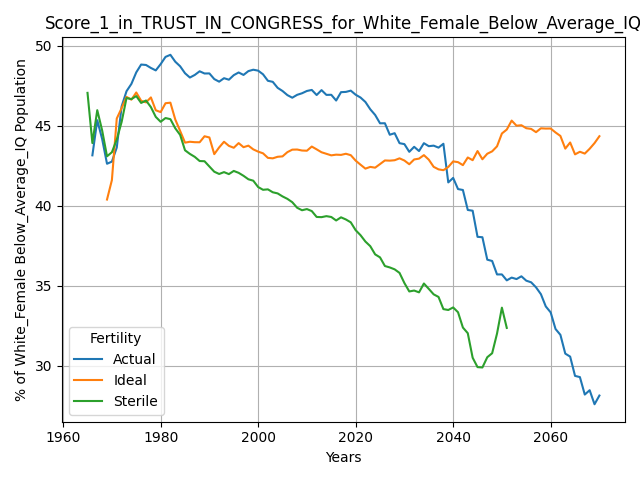 Score_1_in_TRUST_IN_CONGRESS_for_White_Female_Below_Average_IQ
% of White_Female Below_Average_IQ Population
50
45
40
35
30
Fertility
Actual
Ideal
Sterile
1960
1980
2000
2020
2040
2060
Years